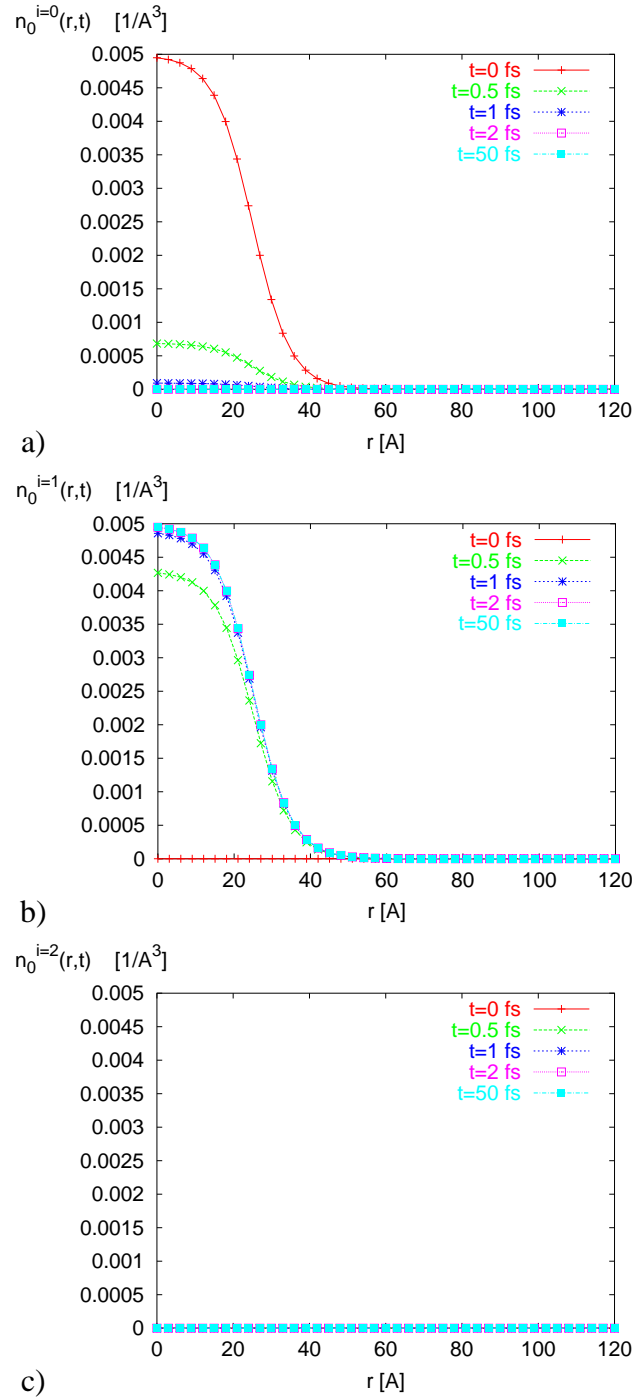 n₀ⁱ⁼⁰(r,t) [1/A³]
0.005
0.0045
0.004
0.0035
0.003
0.0025
0.002
0.0015
0.001
0.0005
0
t=0 fs
t=0.5 fs
t=1 fs
t=2 fs
t=50 fs
0 20 40 60 80 100 120
r [A]
a)
n₀ⁱ⁼¹(r,t) [1/A³]
0.005
0.0045
0.004
0.0035
0.003
0.0025
0.002
0.0015
0.001
0.0005
0
t=0 fs
t=0.5 fs
t=1 fs
t=2 fs
t=50 fs
0 20 40 60 80 100 120
r [A]
b)
n₀ⁱ⁼²(r,t) [1/A³]
0.005
0.0045
0.004
0.0035
0.003
0.0025
0.002
0.0015
0.001
0.0005
0
t=0 fs
t=0.5 fs
t=1 fs
t=2 fs
t=50 fs
0 20 40 60 80 100 120
r [A]
c)